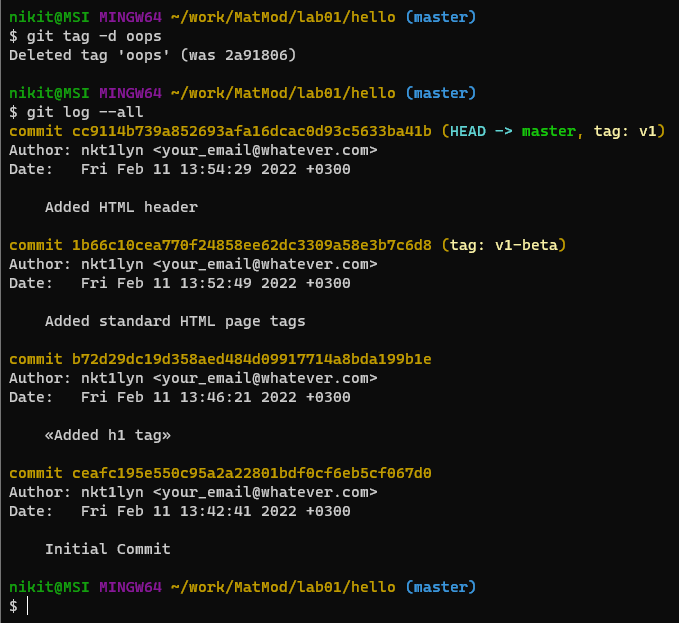 nikit@MSI MINGW64 ~/work/MatMod/lab01/hello (master)
$ git tag -d oops
Deleted tag 'oops' (was 2a91806)
nikit@MSI MINGW64 ~/work/MatMod/lab01/hello (master)
$ git log --all
commit cc9114b739a852693afa16dcac0d93c5633ba41b (HEAD -> master, tag: v1)
Author: nkt1lyn <your_email@whatever.com>
Date:   Fri Feb 11 13:54:29 2022 +0300
Added HTML header
commit 1b66c10cea770f24858ee62dc3309a58e3b7c6d8 (tag: v1-beta)
Author: nkt1lyn <your_email@whatever.com>
Date:   Fri Feb 11 13:52:49 2022 +0300
Added standard HTML page tags
commit b72d29dc19d358aed484d09917714a8bda199b1e
Author: nkt1lyn <your_email@whatever.com>
Date:   Fri Feb 11 13:46:21 2022 +0300
«Added h1 tag»
commit ceafc195e550c95a2a22801bdf0cf6eb5cf067d0
Author: nkt1lyn <your_email@whatever.com>
Date:   Fri Feb 11 13:42:41 2022 +0300
Initial Commit
nikit@MSI MINGW64 ~/work/MatMod/lab01/hello (master)
$